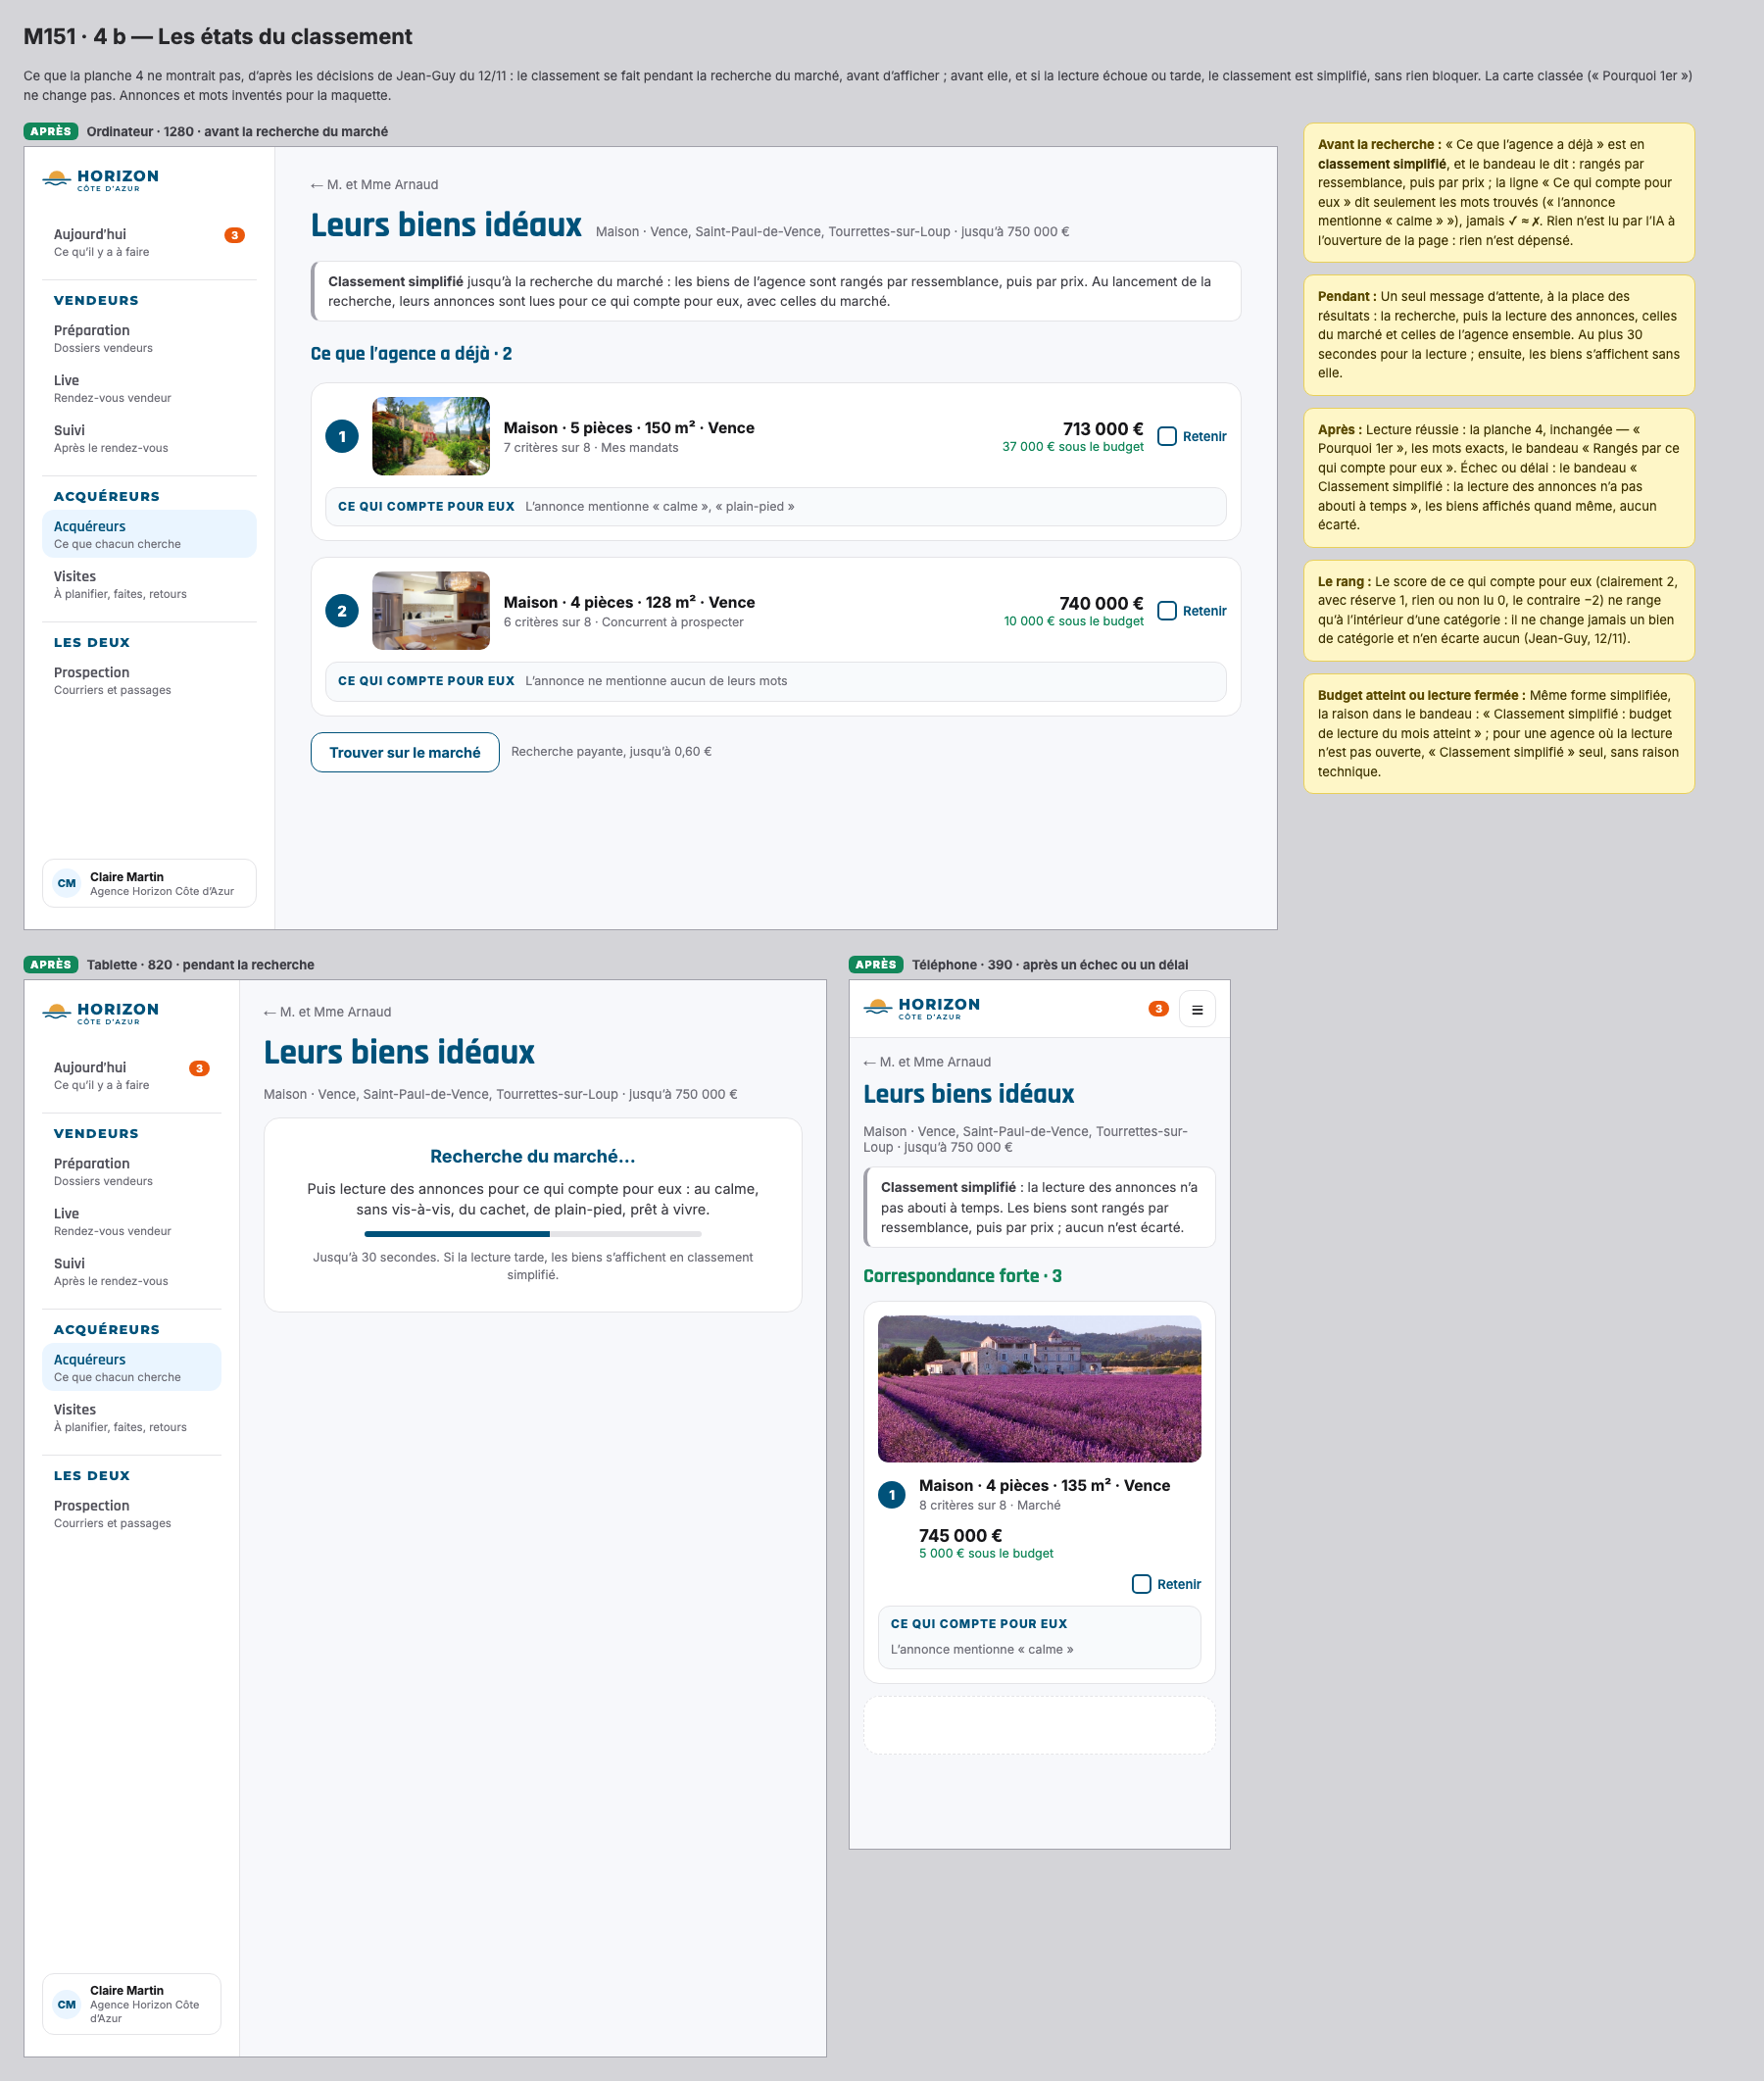 M151 · 4 b — Les états du classement
Ce que la planche 4 ne montrait pas, d’après les décisions de Jean-Guy du 12/11 : le classement se fait pendant la recherche du marché, avant d’afficher ; avant elle, et si la lecture échoue ou tarde, le classement est simplifié, sans rien bloquer. La carte classée (« Pourquoi 1er »)
ne change pas. Annonces et mots inventés pour la maquette.
APRÈS Ordinateur · 1280 · avant la recherche du marché
HORIZON
CÔTE D’AZUR
Aujourd’hui 3
Ce qu’il y a à faire
VENDEURS
Préparation
Dossiers vendeurs
Live
Rendez-vous vendeur
Suivi
Après le rendez-vous
ACQUÉREURS
Acquéreurs
Ce que chacun cherche
Visites
À planifier, faites, retours
LES DEUX
Prospection
Courriers et passages
CM Claire Martin
Agence Horizon Côte d’Azur
← M. et Mme Arnaud
Leurs biens idéaux Maison · Vence, Saint-Paul-de-Vence, Tourrettes-sur-Loup · jusqu’à 750 000 €
Classement simplifié jusqu’à la recherche du marché : les biens de l’agence sont rangés par ressemblance, puis par prix. Au lancement de la
recherche, leurs annonces sont lues pour ce qui compte pour eux, avec celles du marché.
Ce que l’agence a déjà · 2
1 Maison · 5 pièces · 150 m² · Vence
7 critères sur 8 · Mes mandats
713 000 €
37 000 € sous le budget
Retenir
CE QUI COMPTE POUR EUX L’annonce mentionne « calme », « plain-pied »
2 Maison · 4 pièces · 128 m² · Vence
6 critères sur 8 · Concurrent à prospecter
740 000 €
10 000 € sous le budget
Retenir
CE QUI COMPTE POUR EUX L’annonce ne mentionne aucun de leurs mots
Trouver sur le marché Recherche payante, jusqu’à 0,60 €
Avant la recherche : « Ce que l’agence a déjà » est en
classement simplifié, et le bandeau le dit : rangés par
ressemblance, puis par prix ; la ligne « Ce qui compte pour
eux » dit seulement les mots trouvés (« l’annonce
mentionne « calme » »), jamais ✓ ≈ ✗. Rien n’est lu par l’IA à
l’ouverture de la page : rien n’est dépensé.
Pendant : Un seul message d’attente, à la place des
résultats : la recherche, puis la lecture des annonces, celles
du marché et celles de l’agence ensemble. Au plus 30
secondes pour la lecture ; ensuite, les biens s’affichent sans
elle.
Après : Lecture réussie : la planche 4, inchangée — «
Pourquoi 1er », les mots exacts, le bandeau « Rangés par ce
qui compte pour eux ». Échec ou délai : le bandeau «
Classement simplifié : la lecture des annonces n’a pas
abouti à temps », les biens affichés quand même, aucun
écarté.
Le rang : Le score de ce qui compte pour eux (clairement 2,
avec réserve 1, rien ou non lu 0, le contraire −2) ne range
qu’à l’intérieur d’une catégorie : il ne change jamais un bien
de catégorie et n’en écarte aucun (Jean-Guy, 12/11).
Budget atteint ou lecture fermée : Même forme simplifiée,
la raison dans le bandeau : « Classement simplifié : budget
de lecture du mois atteint » ; pour une agence où la lecture
n’est pas ouverte, « Classement simplifié » seul, sans raison
technique.
APRÈS Tablette · 820 · pendant la recherche
HORIZON
CÔTE D’AZUR
Aujourd’hui 3
Ce qu’il y a à faire
VENDEURS
Préparation
Dossiers vendeurs
Live
Rendez-vous vendeur
Suivi
Après le rendez-vous
ACQUÉREURS
Acquéreurs
Ce que chacun cherche
Visites
À planifier, faites, retours
LES DEUX
Prospection
Courriers et passages
CM Claire Martin
Agence Horizon Côte
d’Azur
← M. et Mme Arnaud
Leurs biens idéaux
Maison · Vence, Saint-Paul-de-Vence, Tourrettes-sur-Loup · jusqu’à 750 000 €
Recherche du marché…
Puis lecture des annonces pour ce qui compte pour eux : au calme,
sans vis-à-vis, du cachet, de plain-pied, prêt à vivre.
Jusqu’à 30 secondes. Si la lecture tarde, les biens s’affichent en classement
simplifié.
APRÈS Téléphone · 390 · après un échec ou un délai
HORIZON
CÔTE D’AZUR
3 ≡
← M. et Mme Arnaud
Leurs biens idéaux
Maison · Vence, Saint-Paul-de-Vence, Tourrettes-sur-
Loup · jusqu’à 750 000 €
Classement simplifié : la lecture des annonces n’a
pas abouti à temps. Les biens sont rangés par
ressemblance, puis par prix ; aucun n’est écarté.
Correspondance forte · 3
1 Maison · 4 pièces · 135 m² · Vence
8 critères sur 8 · Marché
745 000 €
5 000 € sous le budget
Retenir
CE QUI COMPTE POUR EUX
L’annonce mentionne « calme »